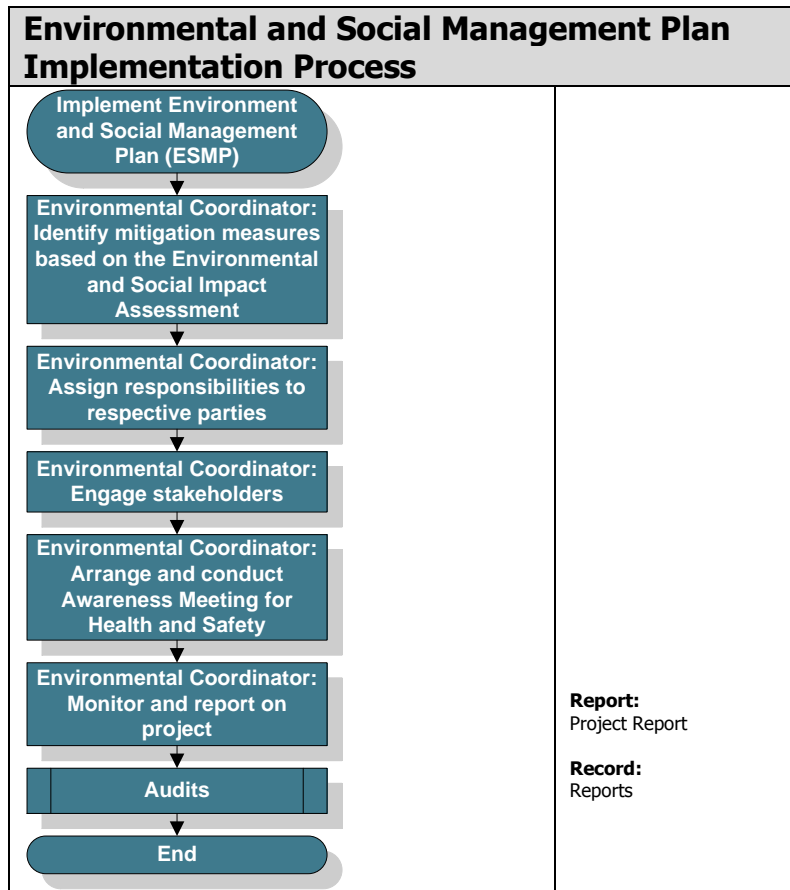 Environmental and Social Management Plan
Implementation Process
Implement Environment
and Social Management
Plan (ESMP)
Environmental Coordinator:
Identify mitigation measures
based on the Environmental
and Social Impact
Assessment
Environmental Coordinator:
Assign responsibilities to
respective parties
Environmental Coordinator:
Engage stakeholders
Environmental Coordinator:
Arrange and conduct
Awareness Meeting for
Health and Safety
Environmental Coordinator:
Monitor and report on
project
Report:
Project Report
Record:
Reports
Audits
End